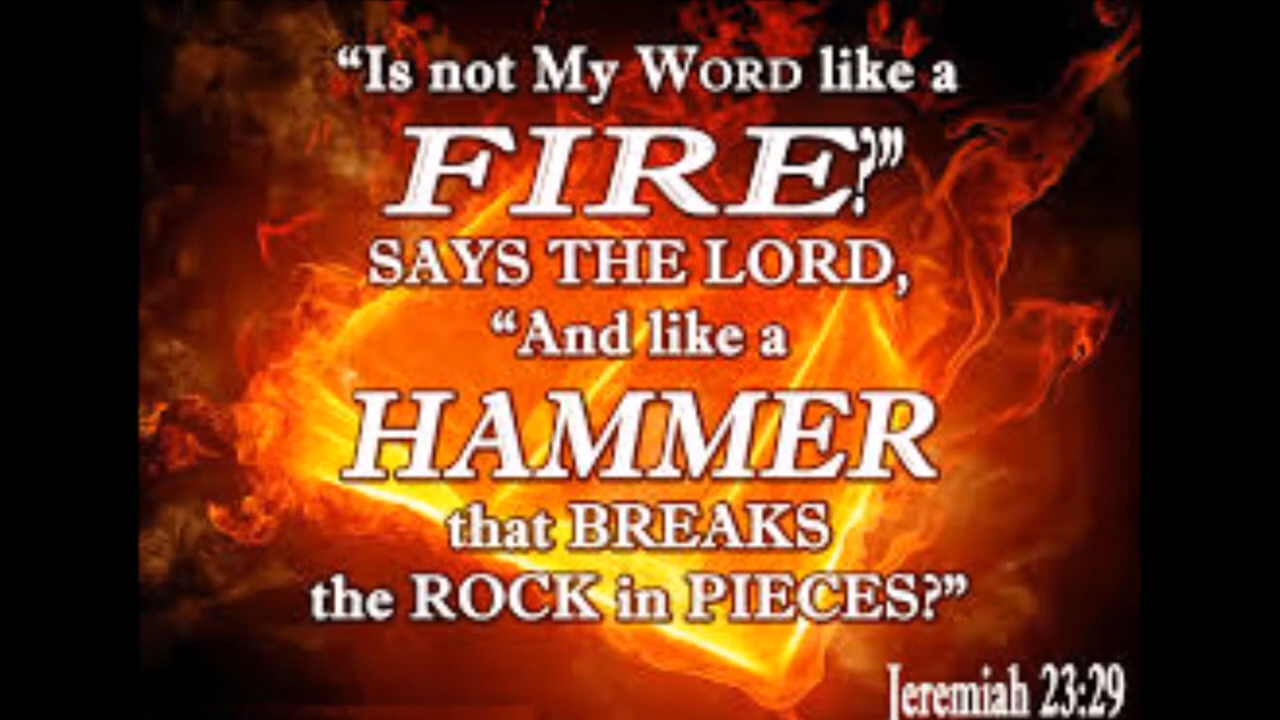 “Is not My WORD like a
FIRE?”
SAYS THE LORD,
“And like a
HAMMER
that BREAKS
the ROCK in PIECES?”
Jeremiah 23:29